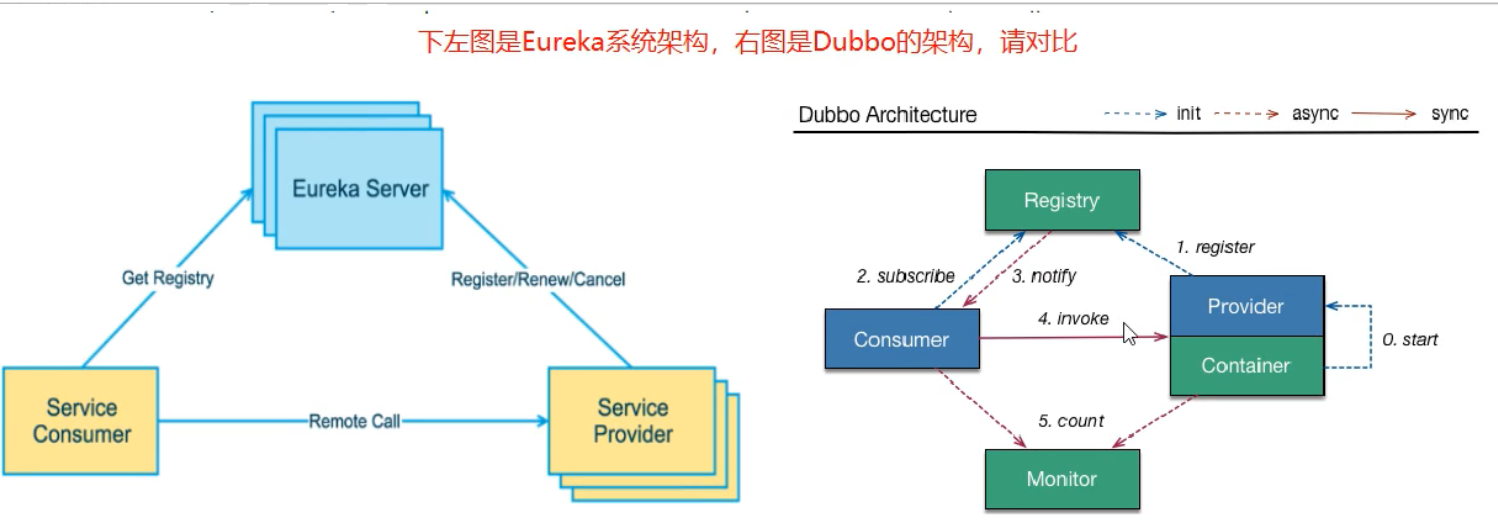 下左图是Eureka系统架构，右图是Dubbo的架构，请对比
Eureka Server
Get Registry
Register/Renew/Cancel
Service
Consumer
Remote Call
Service
Provider
Dubbo Architecture
init
async
sync
Registry
1. register
2. subscribe
3. notify
Provider
4. invoke
Consumer
0. start
Container
5. count
Monitor